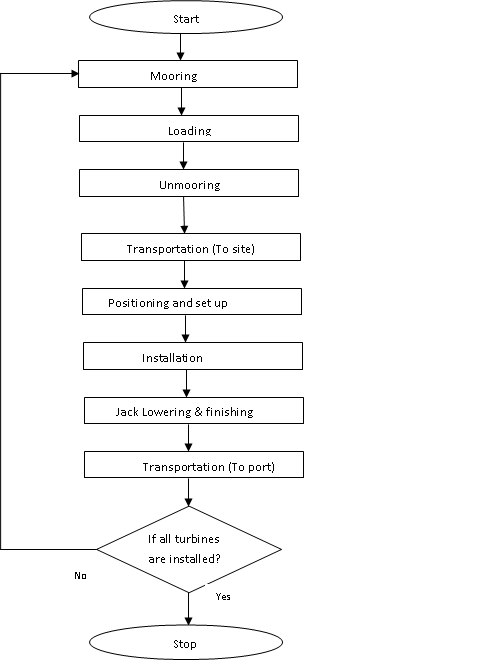 Start
Mooring
Loading
Unmooring
Transportation (To site)
Positioning and set up
Installation
Jack Lowering & finishing
Transportation (To port)
If all turbines
are installed?
No
Yes
Stop